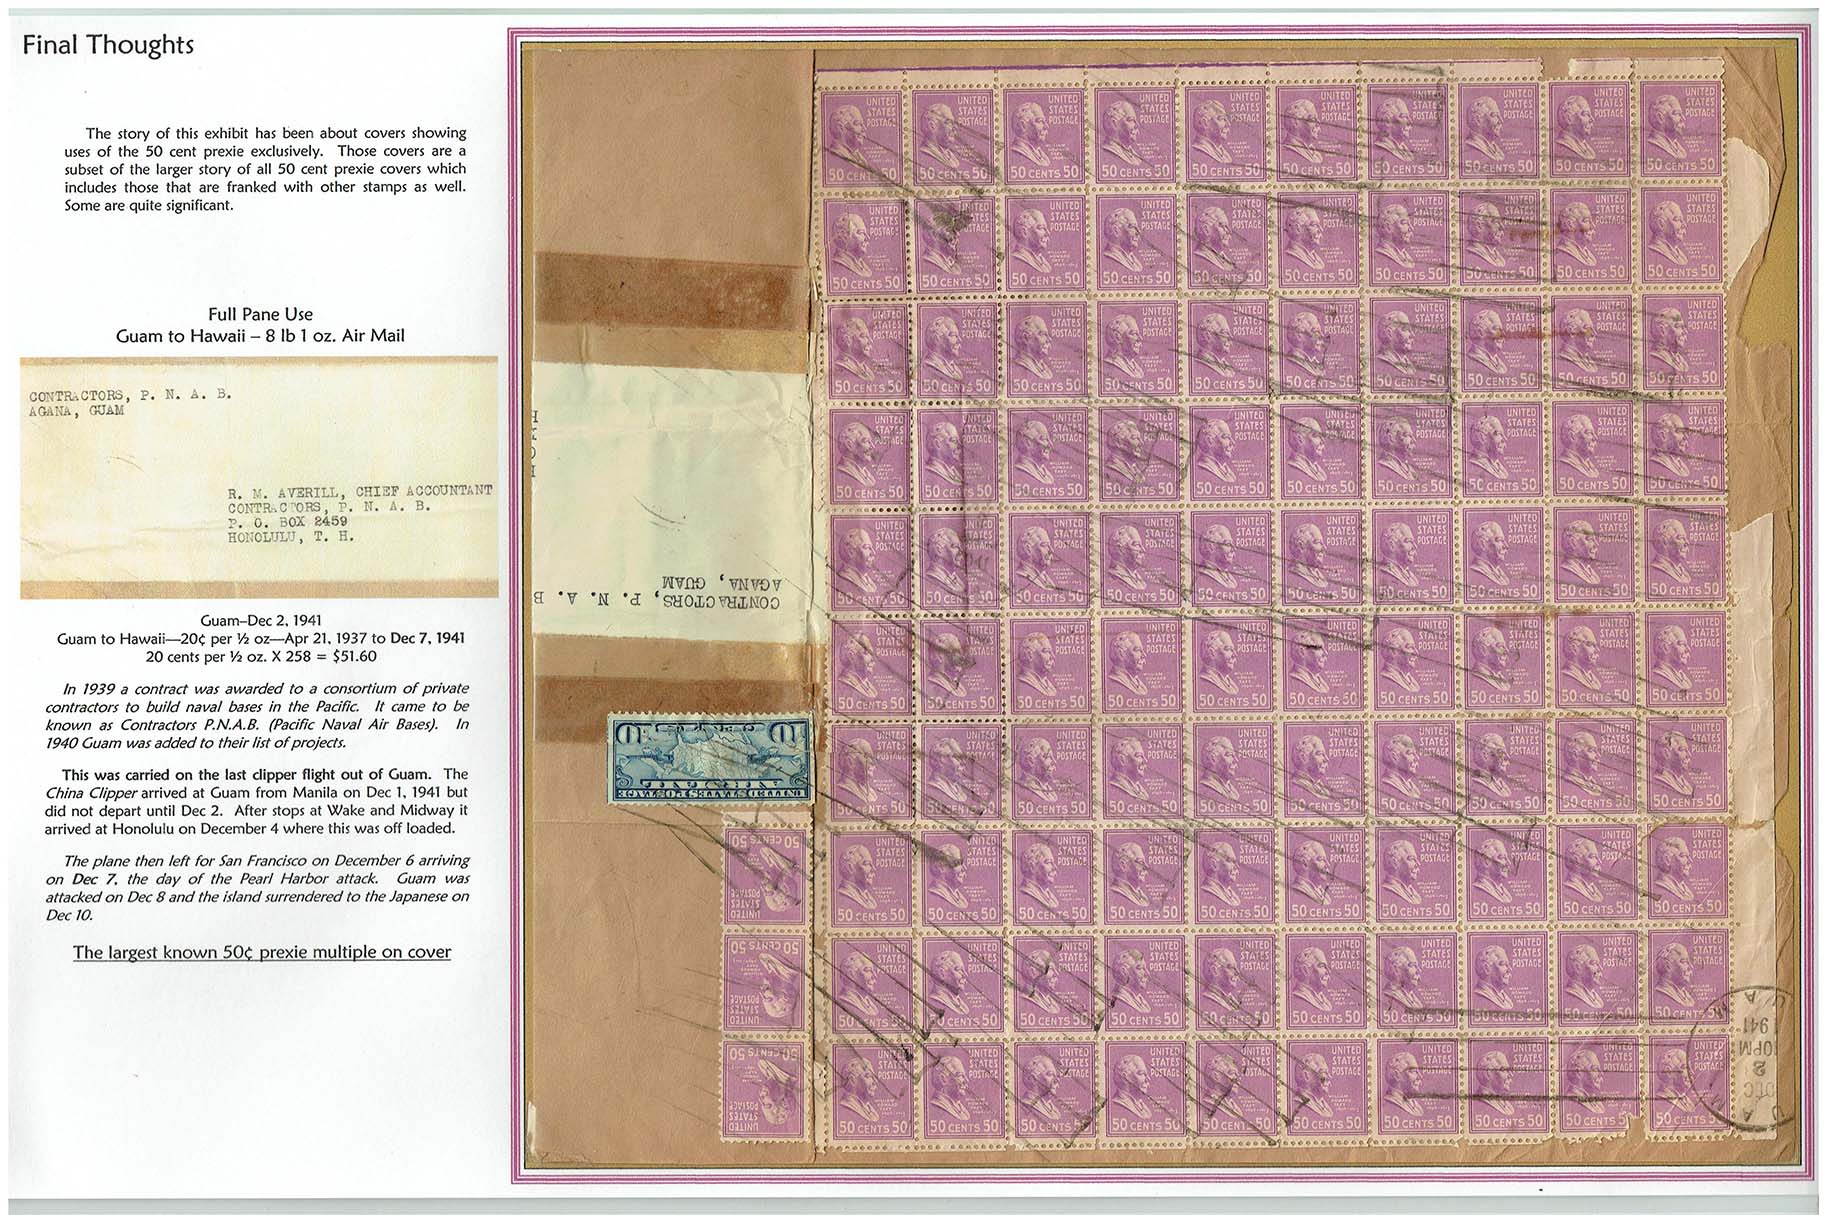 Final Thoughts
The story of this exhibit has been about covers showing
uses of the 50 cent prexie exclusively. Those covers are a
subset of the larger story of all 50 cent prexie covers which
includes those that are franked with other stamps as well.
Some are quite significant.
Full Pane Use
Guam to Hawaii – 8 lb 1 oz. Air Mail
CONTRACTORS, P. N. A. B.
AGANA, GUAM
R. M. AVERILL, CHIEF ACCOUNTANT
CONTRACTORS, P. N. A. B.
P. O. BOX 2459
HONOLULU, T. H.
Guam–Dec 2, 1941
Guam to Hawaii—20¢ per ½ oz—Apr 21, 1937 to Dec 7, 1941
20 cents per ½ oz. X 258 = $51.60
In 1939 a contract was awarded to a consortium of private
contractors to build naval bases in the Pacific. It came to be
known as Contractors P.N.A.B. (Pacific Naval Air Bases). In
1940 Guam was added to their list of projects.
This was carried on the last clipper flight out of Guam. The
China Clipper arrived at Guam from Manila on Dec 1, 1941 but
did not depart until Dec 2. After stops at Wake and Midway it
arrived at Honolulu on December 4 where this was off loaded.
The plane then left for San Francisco on December 6 arriving
on Dec 7, the day of the Pearl Harbor attack. Guam was
attacked on Dec 8 and the island surrendered to the Japanese on
Dec 10.
The largest known 50¢ prexie multiple on cover
CONTRACTORS, P. N. A. B
AGANA, GUAM
UNITED
STATES
POSTAGE
WILLIAM
HOWARD
TAFT
50 CENTS 50
DEC
2
10PM
1941